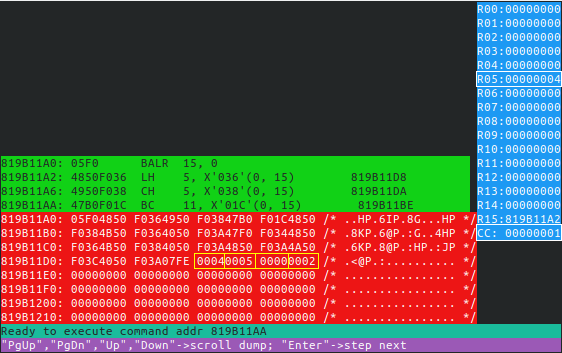 R00:00000000
R01:00000000
R02:00000000
R03:00000000
R04:00000000
R05:00000004
R06:00000000
R07:00000000
R08:00000000
R09:00000000
R10:00000000
R11:00000000
R12:00000000
R13:00000000
R14:00000000
R15:819B11A2
CC: 00000001
819B11A0: 05F0 BALR 15, 0
819B11A2: 4850F036 LH 5, X'036'(0, 15) 819B11D8
819B11A6: 4950F038 CH 5, X'038'(0, 15) 819B11DA
819B11AA: 47B0F01C BC 11, X'01C'(0, 15) 819B11BE
819B11A0: 05F04850 F0364950 F03847B0 F01C4850 /* ..HP.6IP.8G...HP */
819B11B0: F0384B50 F0364050 F03A47F0 F0344850 /* .8KP.6@P.:G..4HP */
819B11C0: F0364B50 F0384050 F03A4850 F03A4A50 /* .6KP.8@P.:HP.:JP */
819B11D0: F03C4050 F03A07FE 00040005 00000002 /* .<@P.:.......... */
819B11E0: 00000000 00000000 00000000 00000000 /* ................ */
819B11F0: 00000000 00000000 00000000 00000000 /* ................ */
819B1200: 00000000 00000000 00000000 00000000 /* ................ */
819B1210: 00000000 00000000 00000000 00000000 /* ................ */
Ready to execute command addr 819B11AA
"PgUp","PgDn","Up","Down"->scroll dump; "Enter"->step next